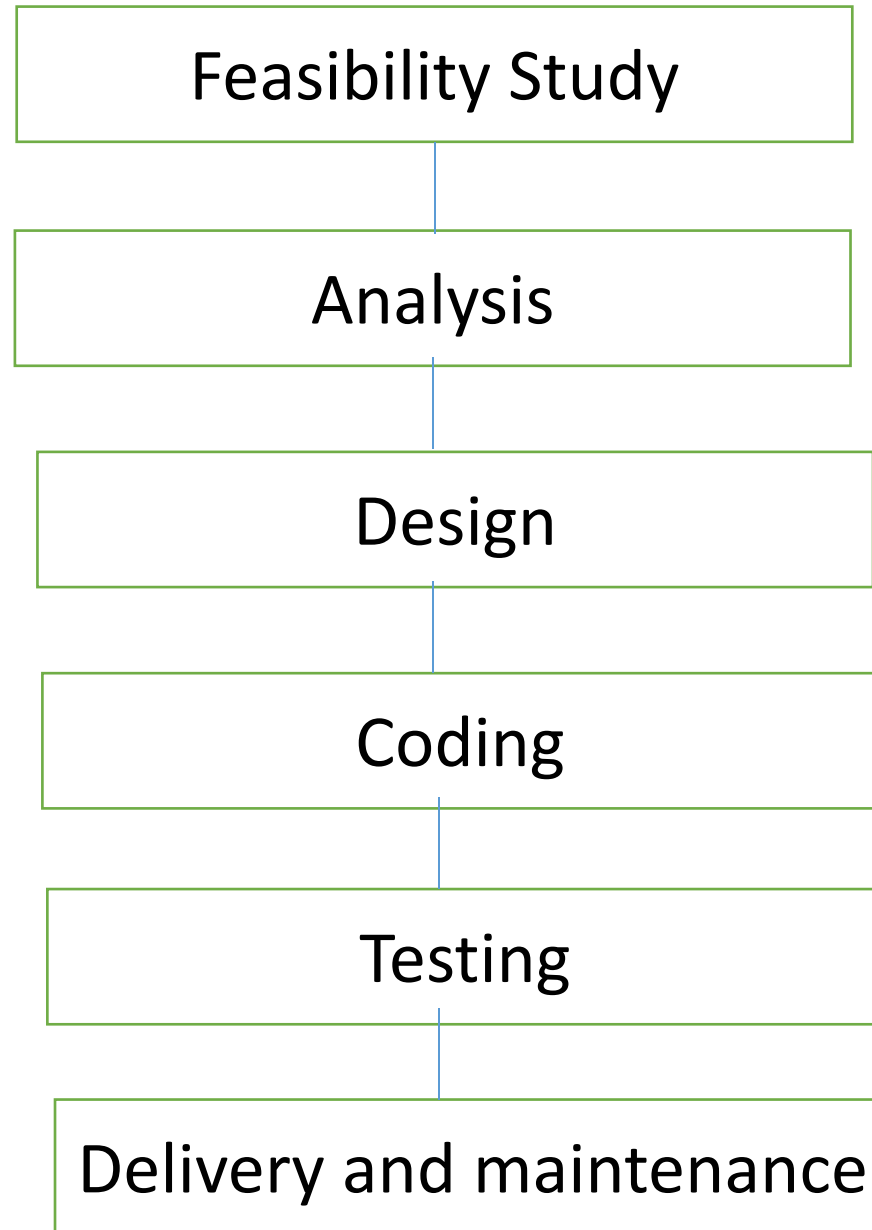 Feasibility Study
Analysis
Design
Coding
Testing
Delivery and maintenance